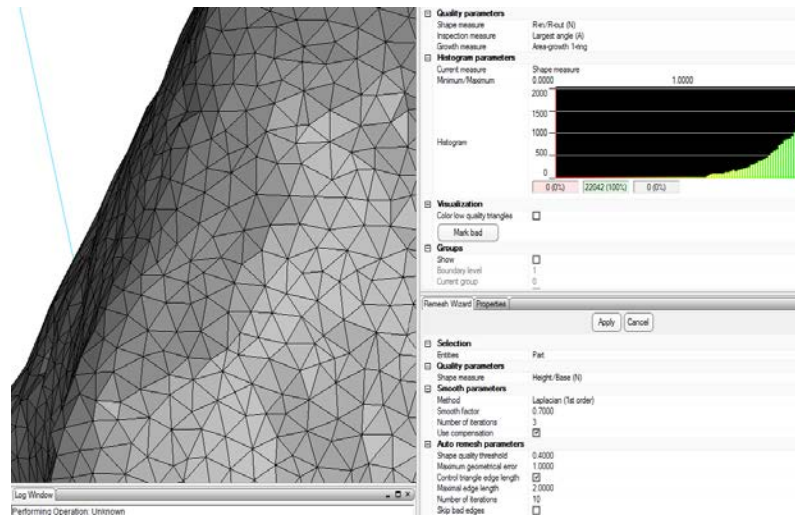 Quality parameters
Shape measure R-in/R-out (N)
Inspection measure Largest angle (A)
Growth measure Area-growth 1-ring
Histogram parameters
Current measure Shape measure
Minimum/Maximum 0.0000 1.0000
2000
1500
1000
Histogram
500
0
0 (0%) 22042 (100%) 0 (0%)
Visualization
Color low quality triangles
Mark bad
Groups
Show
Boundary level 1
Current group 0
Remesh Wizard Properties
Apply Cancel
Selection
Entities Part
Quality parameters
Shape measure Height/Base (N)
Smooth parameters
Method Laplacian (1st order)
Smooth factor 0.7000
Number of iterations 3
Use compensation
Auto remesh parameters
Shape quality threshold 0.4000
Maximum geometrical error 1.0000
Control triangle edge length
Maximal edge length 2.0000
Number of iterations 10
Skip bad edges
Log Window
Performing Operation: Unknown